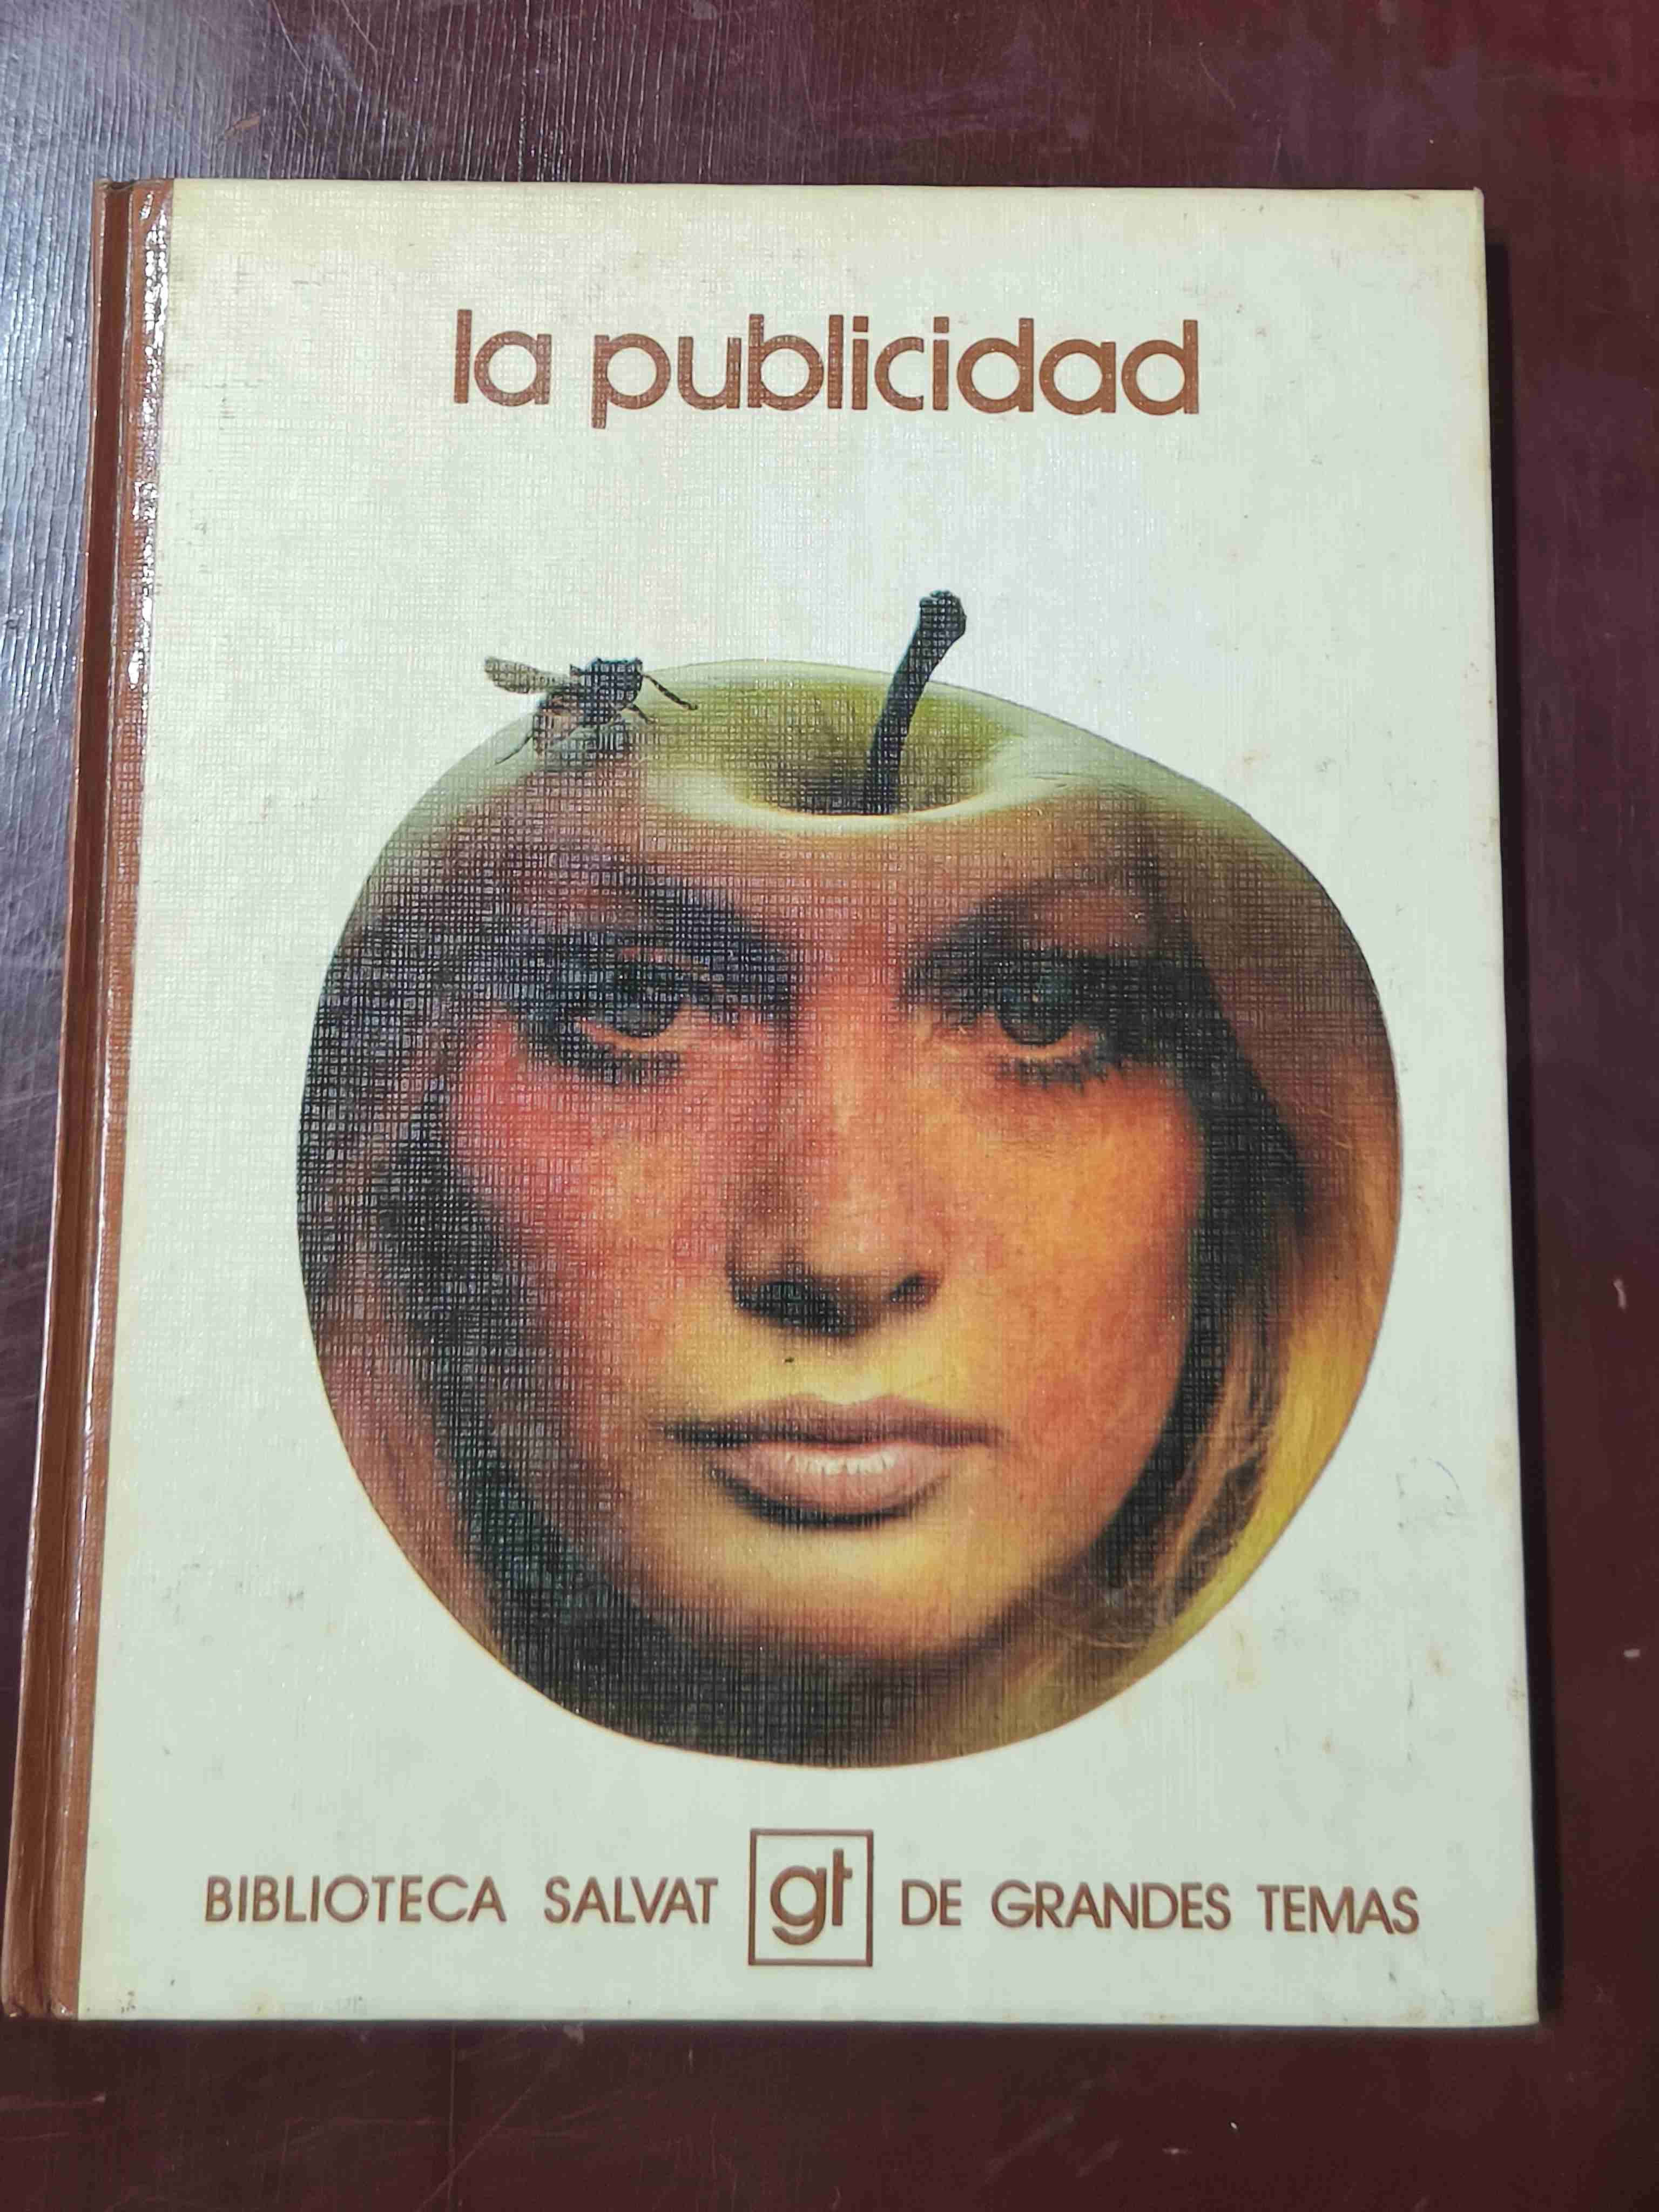 la publicidad
BIBLIOTECA SALVAT gt DE GRANDES TEMAS